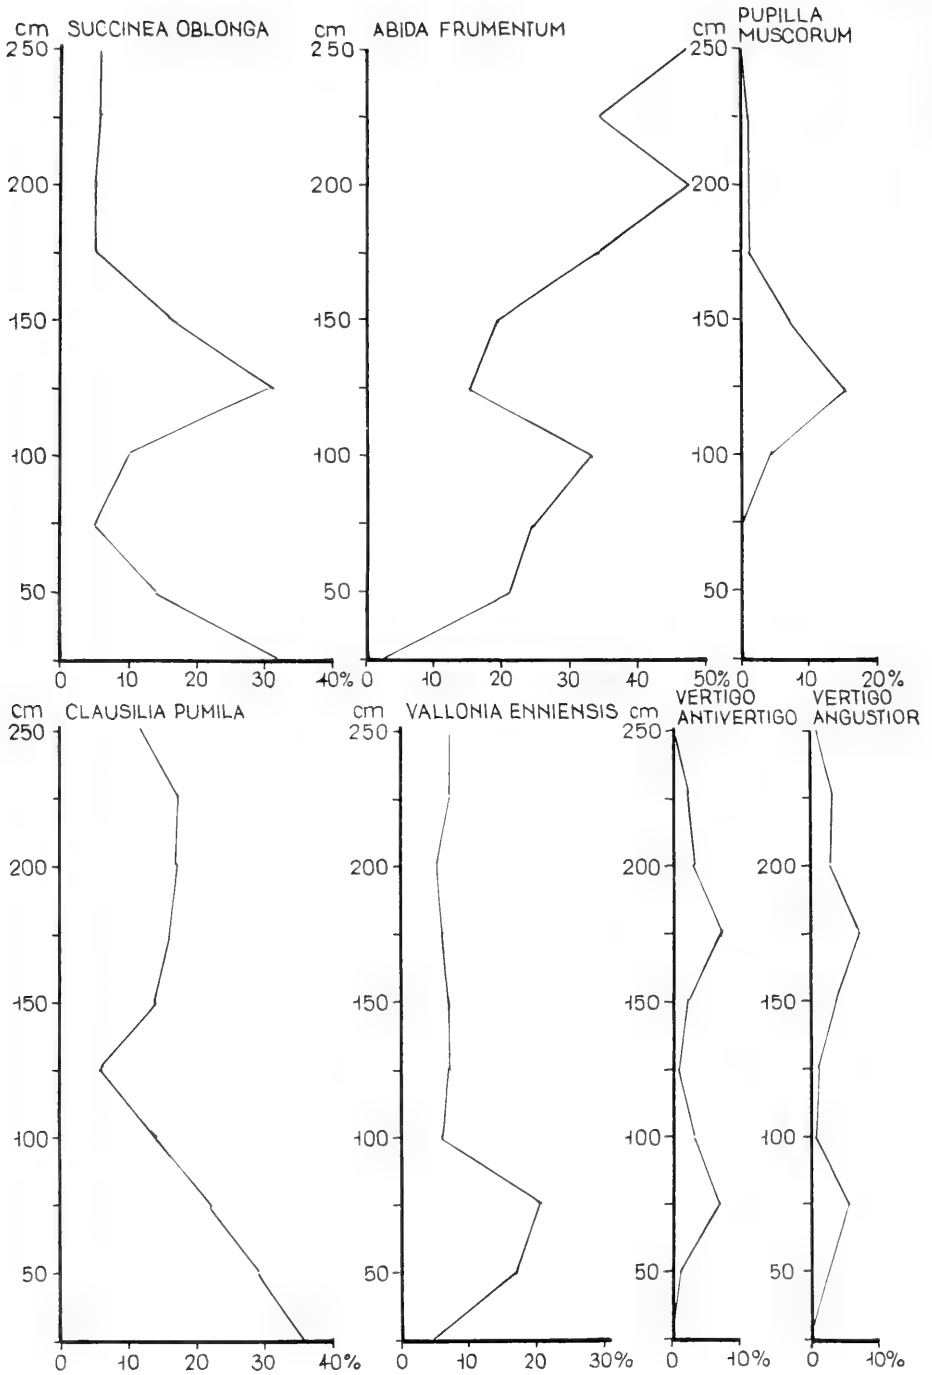 cm SUCCINEA OBLONGA
250
200
150
100
50
0 10 20 30 40%
cm ABIDA FRUMENTUM
250
200
150
100
50
0 10 20 30 40 50%
cm PUPILLA
MUSCORUM
250
200
150
100
50
0 10 20%
cm CLAUSILIA PUMILA
250
200
150
100
50
0 10 20 30 40%
cm VALLONIA ENNIENSIS
250
200
150
100
50
0 10 20 30%
cm VERTIGO
ANTIVERTIGO
250
200
150
100
50
0 10%
VERTIGO
ANGUSTIOR
200
150
100
50
0 10%